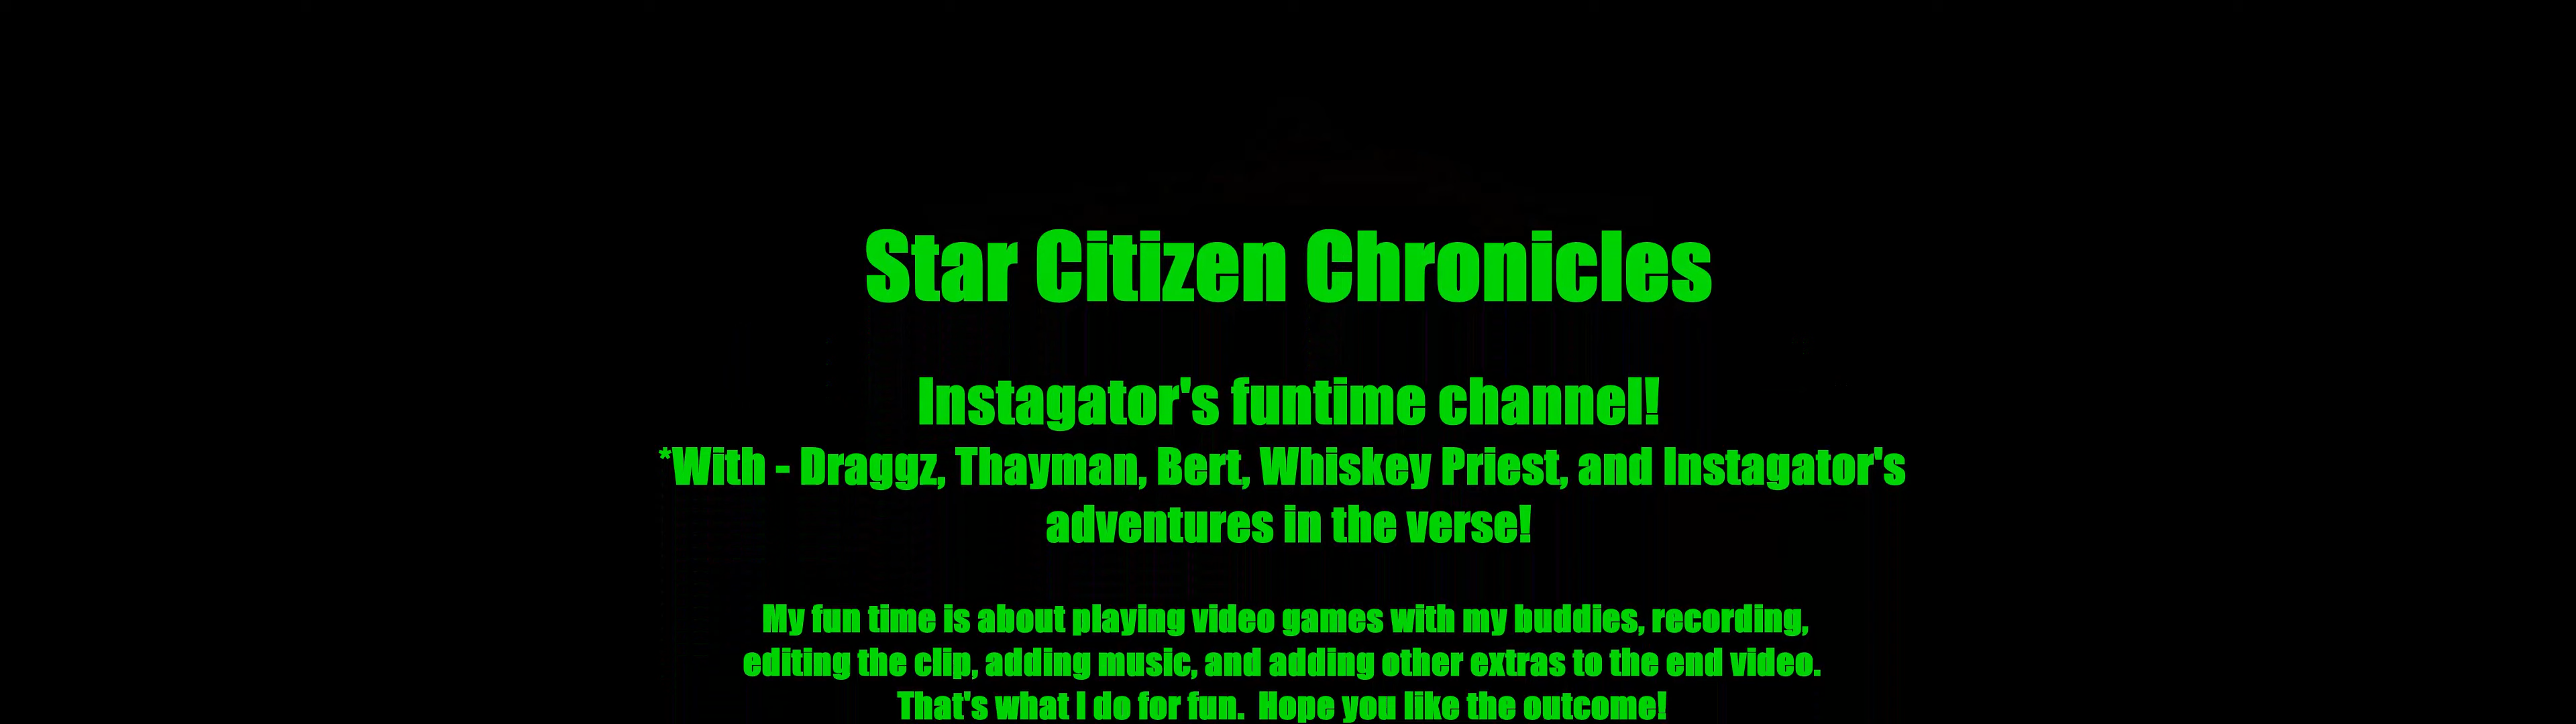 Star Citizen Chronicles
Instagator's funtime channel!
*With - Draggz, Thayman, Bert, Whiskey Priest, and Instagator's
adventures in the verse!
My fun time is about playing video games with my buddies, recording,
editing the clip, adding music, and adding other extras to the end video.
That's what I do for fun.  Hope you like the outcome!